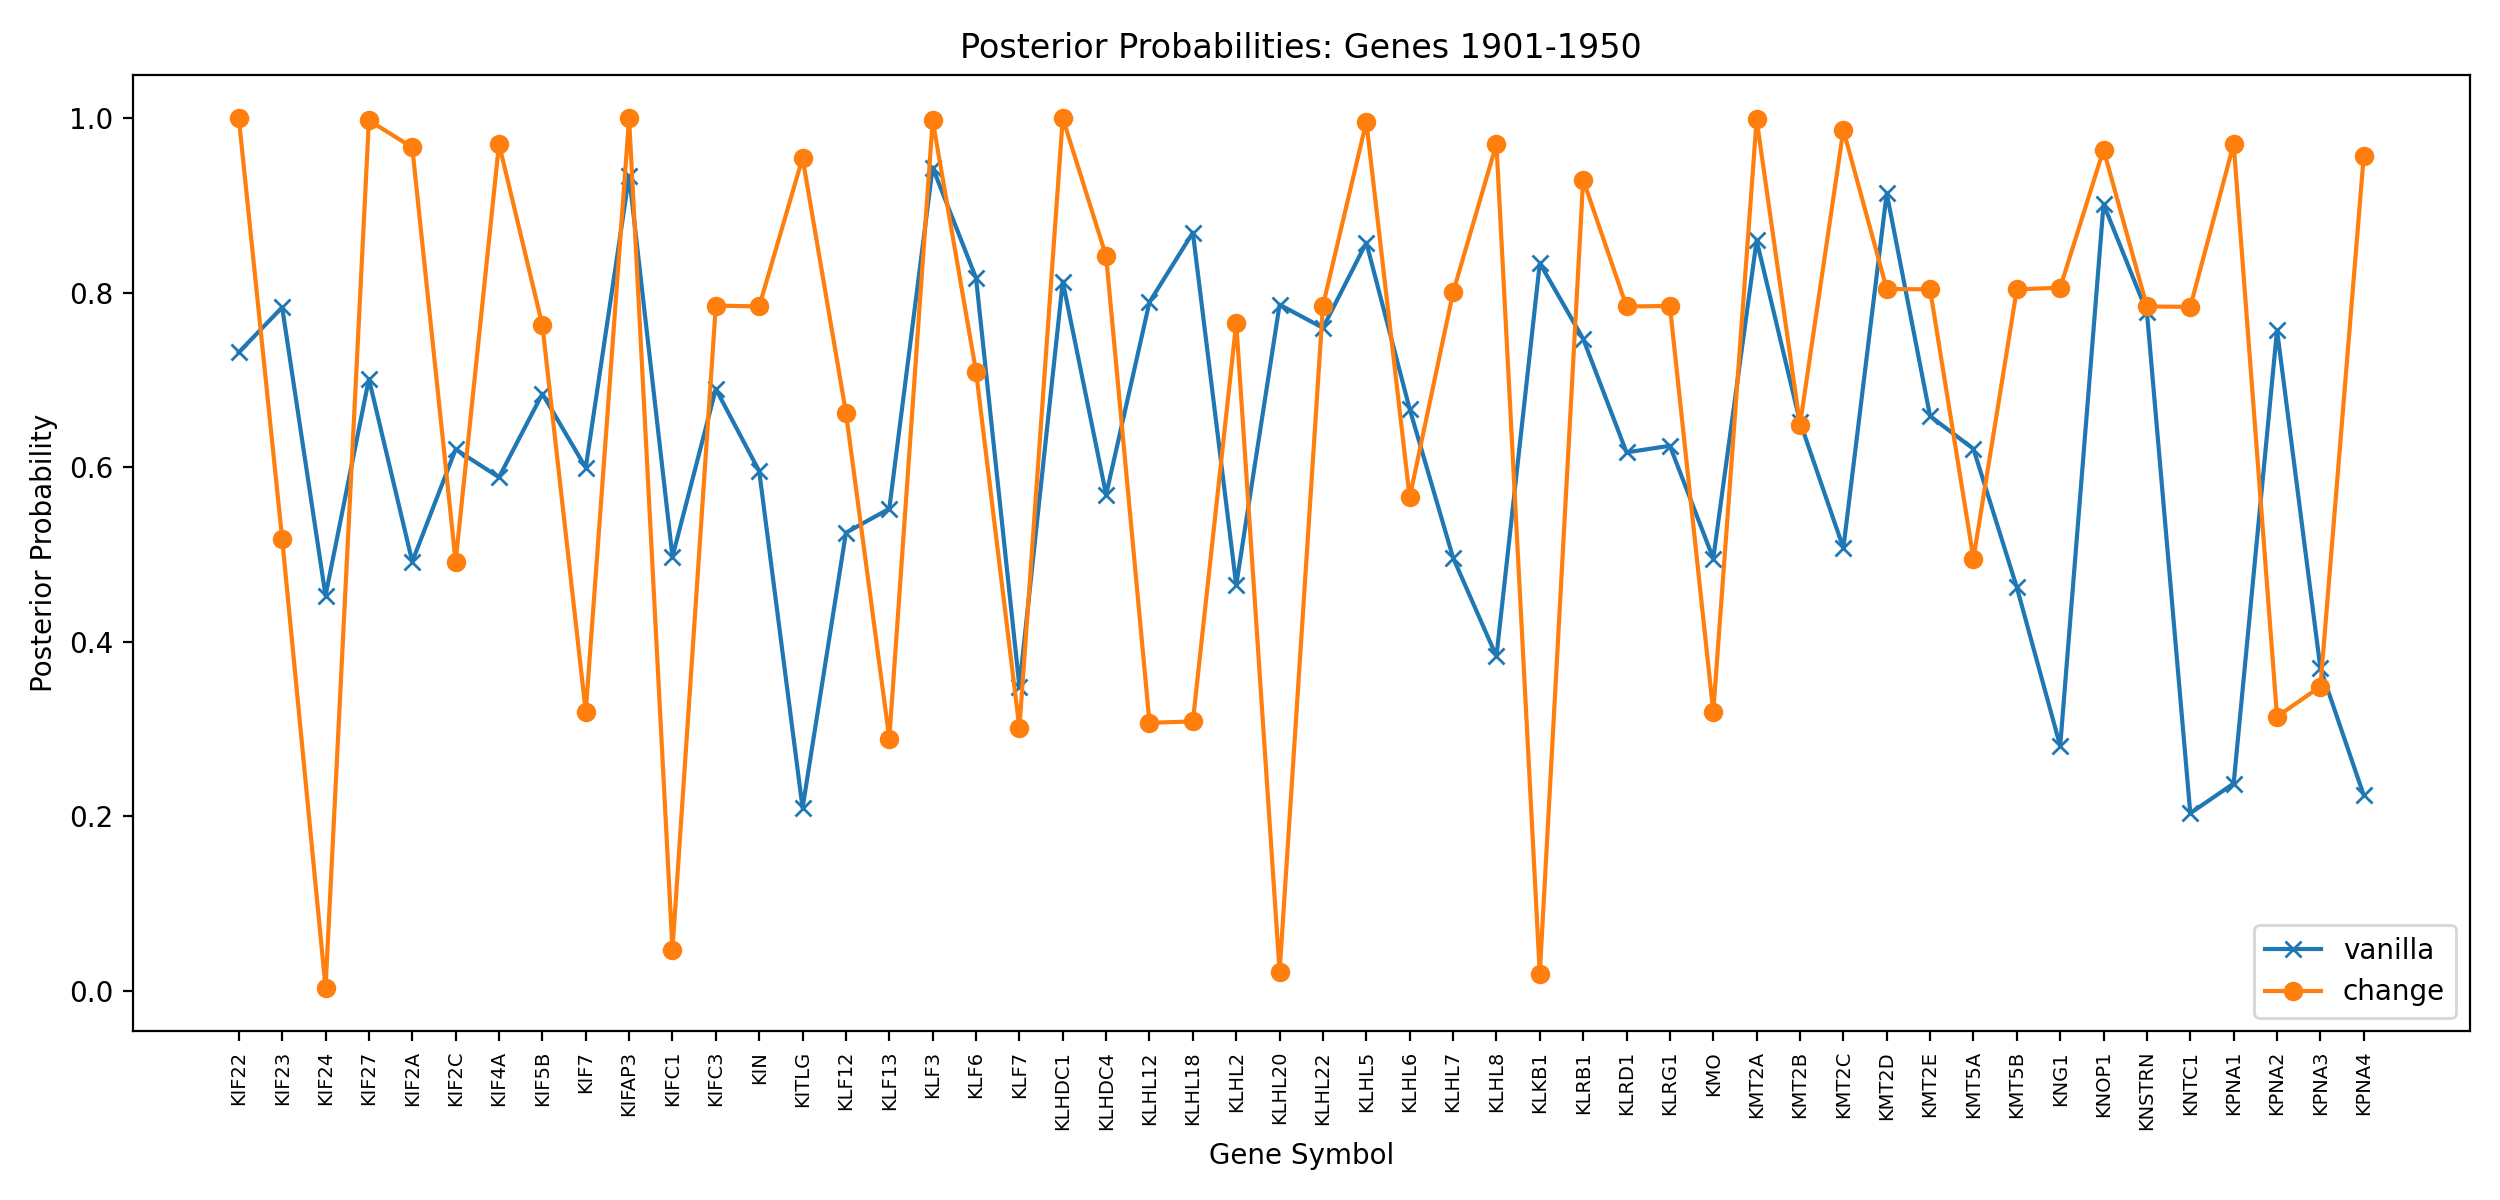 Posterior Probabilities: Genes 1901-1950
Posterior Probability
1.0
0.8
0.6
0.4
0.2
0.0
KIF22
KIF23
KIF24
KIF27
KIF2A
KIF2C
KIF4A
KIF5B
KIF7
KIFAP3
KIFC1
KIFC3
KIN
KITLG
KLF12
KLF13
KLF3
KLF6
KLF7
KLHDC1
KLHDC4
KLHL12
KLHL18
KLHL2
KLHL20
KLHL22
KLHL5
KLHL6
KLHL7
KLHL8
KLKB1
KLRB1
KLRD1
KLRG1
KMO
KMT2A
KMT2B
KMT2C
KMT2D
KMT2E
KMT5A
KMT5B
KNG1
KNOP1
KNSTRN
KNTC1
KPNA1
KPNA2
KPNA3
KPNA4
Gene Symbol
vanilla
change